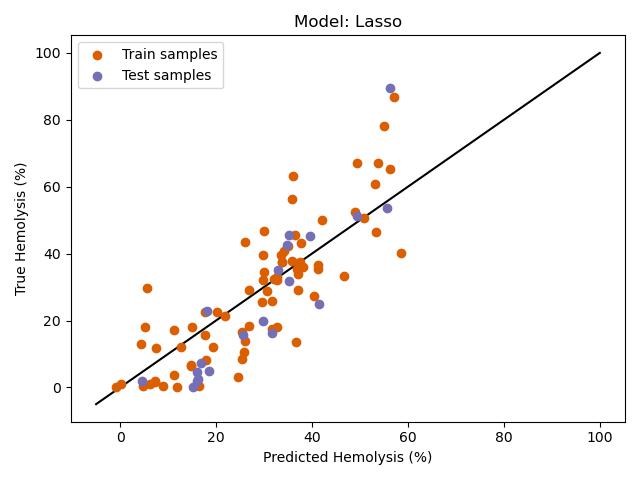 Model: Lasso
Train samples
Test samples
100
80
60
40
20
0
True Hemolysis (%)
0 20 40 60 80 100
Predicted Hemolysis (%)